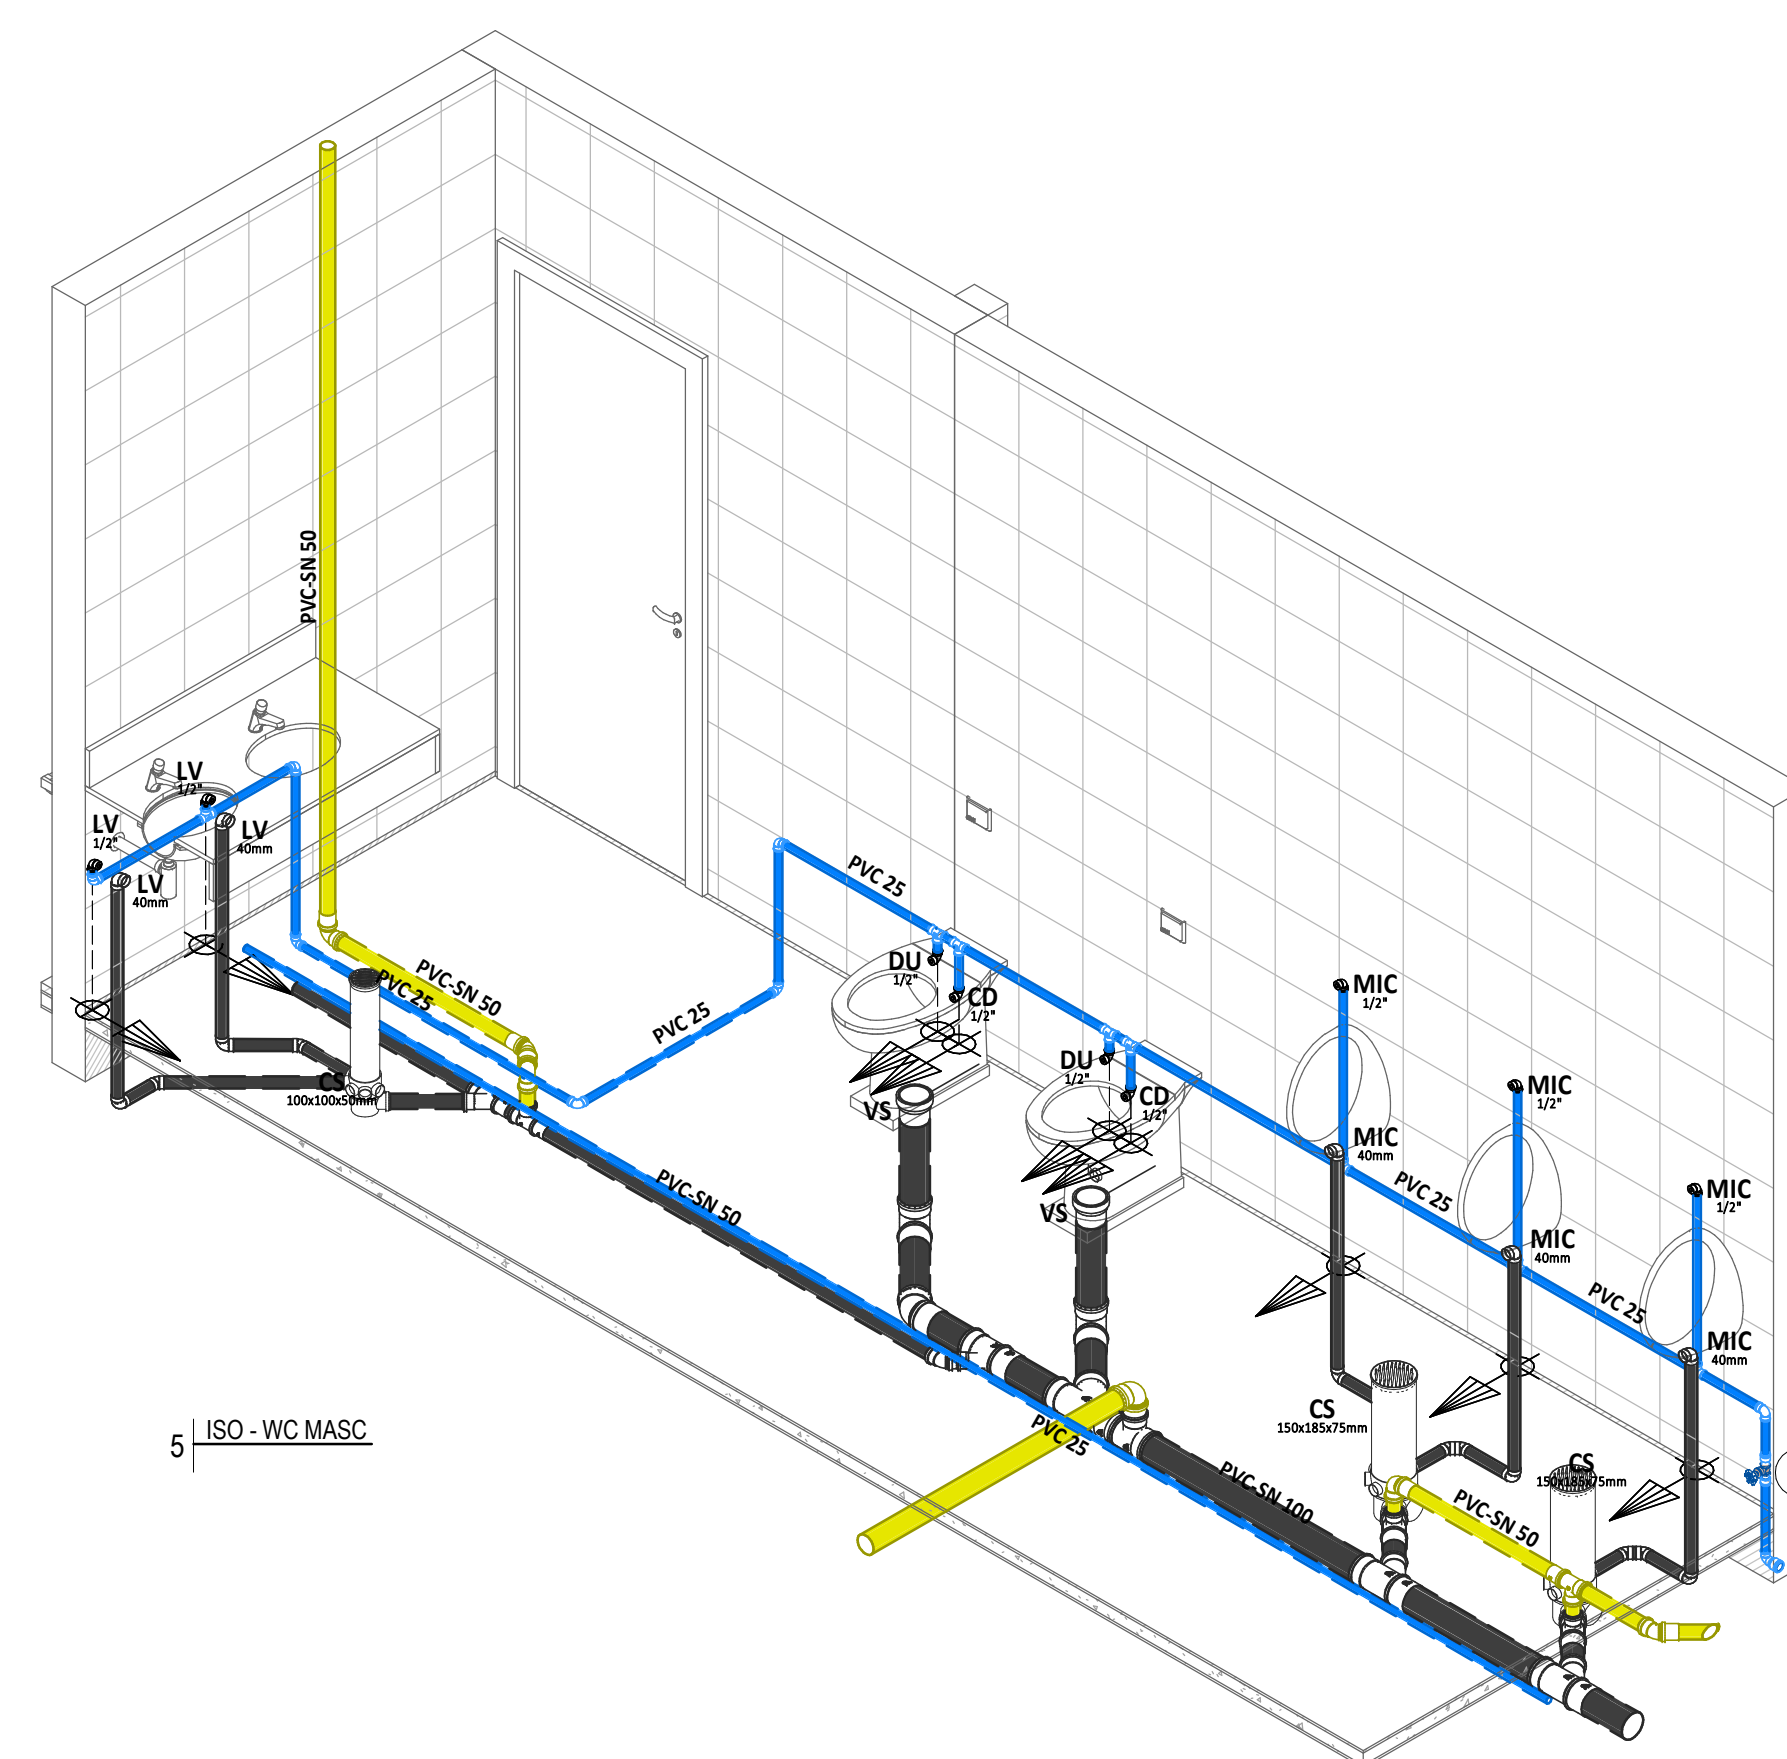 PVC-SN 50
LV
1/2"
LV
1/2"
LV
40mm
LV
40mm
PVC-SN 50
PVC 25
CS
100x100x50mm
PVC 25
PVC 25
DU
1/2"
CD
1/2"
VS
DU
1/2"
CD
1/2"
VS
MIC
1/2"
MIC
1/2"
MIC
1/2"
MIC
40mm
PVC 25
MIC
40mm
PVC 25
MIC
40mm
PVC-SN 50
PVC 25
PVC-SN 100
CS
150x185x75mm
CS
150x185x75mm
PVC-SN 50
5
ISO - WC MASC